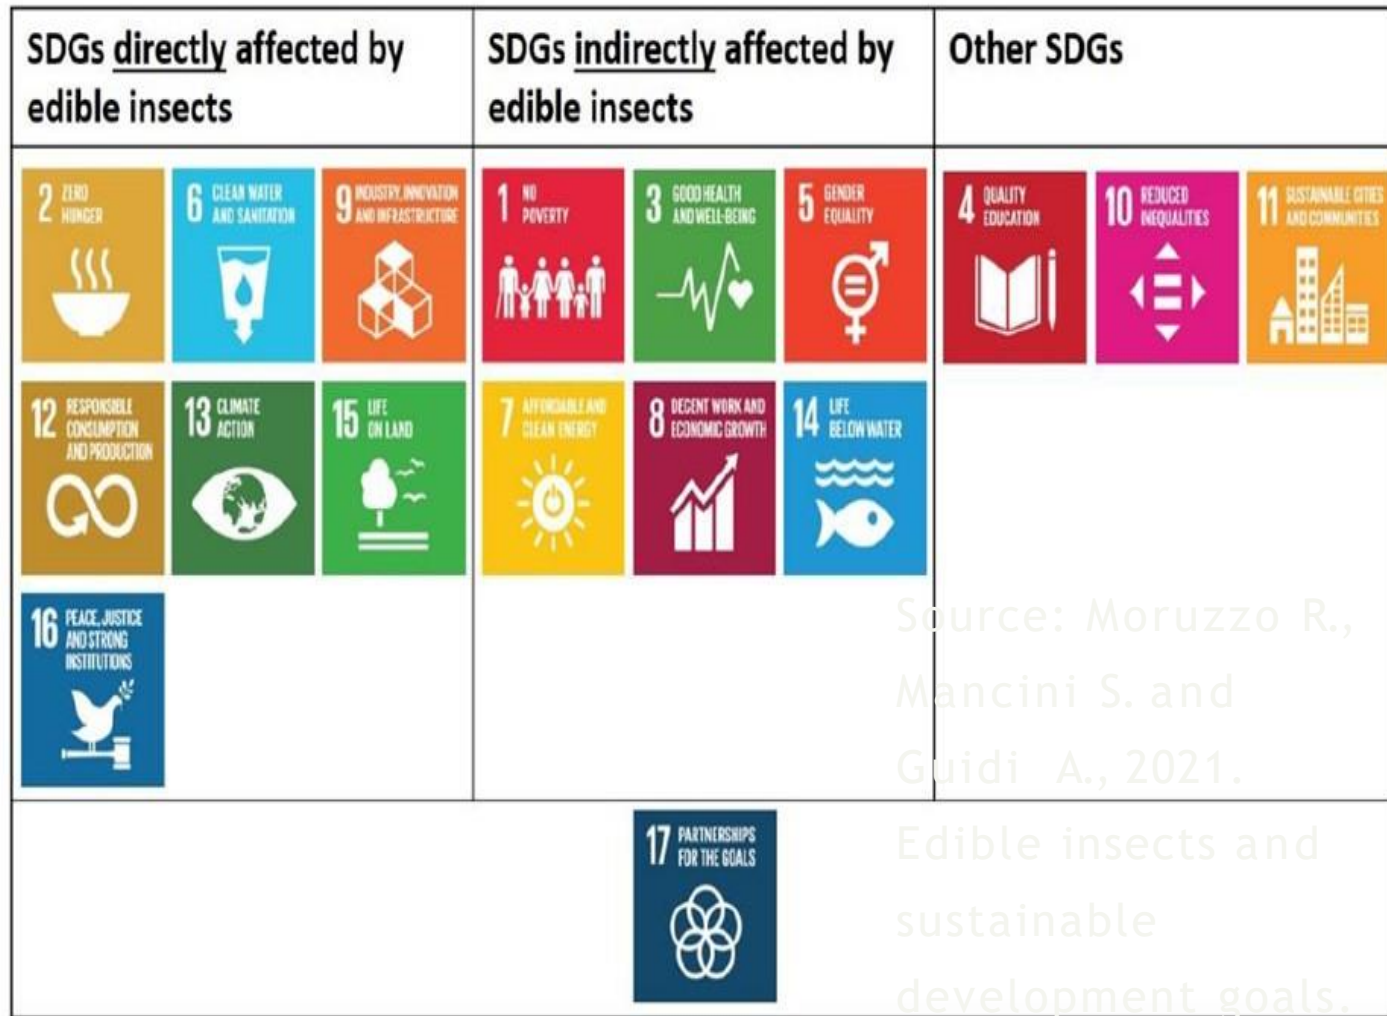 SDGs directly affected by
edible insects
SDGs indirectly affected by
edible insects
Other SDGs
2 ZERO
HUNGER
6 CLEAN WATER
AND SANITATION
9 INDUSTRY, INNOVATION
AND INFRASTRUCTURE
1 NO
POVERTY
3 GOOD HEALTH
AND WELL-BEING
5 GENDER
EQUALITY
4 QUALITY
EDUCATION
10 REDUCED
INEQUALITIES
11 SUSTAINABLE CITIES
AND COMMUNITIES
12 RESPONSIBLE
CONSUMPTION
AND PRODUCTION
13 CLIMATE
ACTION
15 LIFE
ON LAND
7 AFFORDABLE AND
CLEAN ENERGY
8 DECENT WORK AND
ECONOMIC GROWTH
14 LIFE
BELOW WATER
16 PEACE, JUSTICE
AND STRONG
INSTITUTIONS
17 PARTNERSHIPS
FOR THE GOALS
Source: Moruzzo R.,
Mancini S. and
Guidi A., 2021.
Edible insects and
sustainable
development goals.